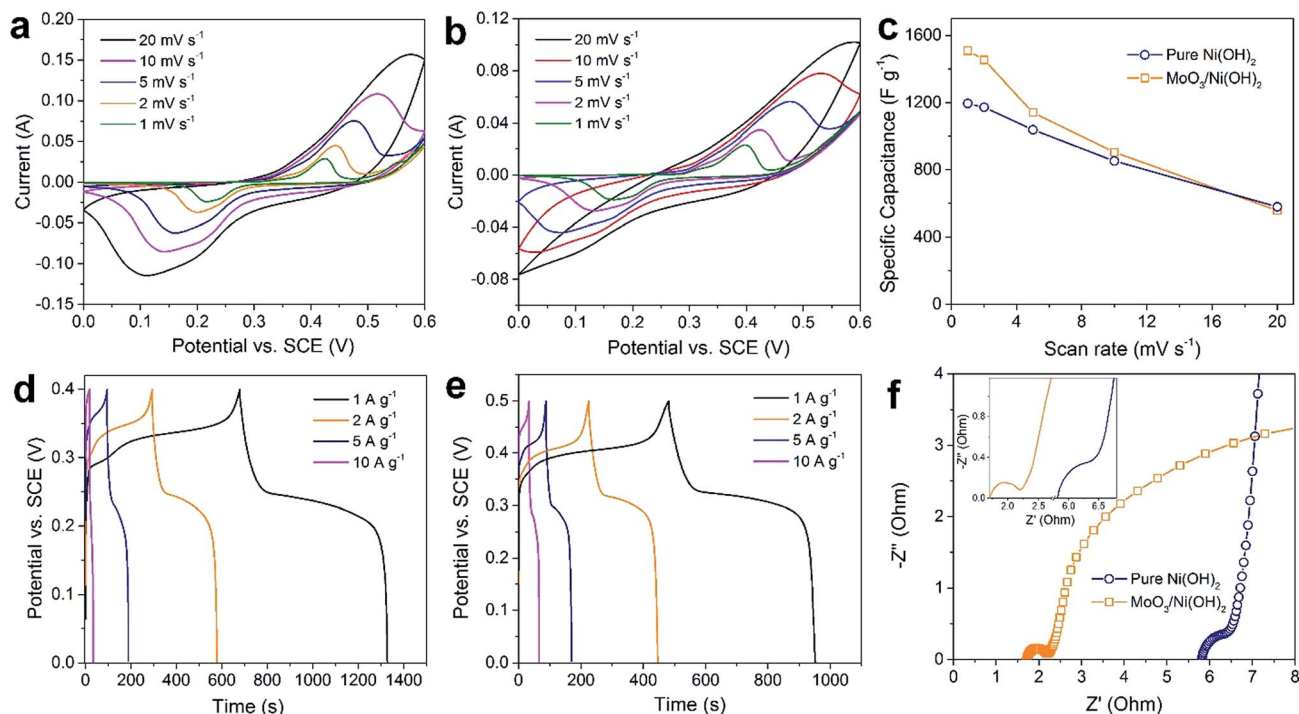 a
0.20
0.15
0.10
0.05
0.00
-0.05
-0.10
-0.15
Current (A)
20 mV s⁻¹
10 mV s⁻¹
5 mV s⁻¹
2 mV s⁻¹
1 mV s⁻¹
0.0 0.1 0.2 0.3 0.4 0.5 0.6
Potential vs. SCE (V)
b
0.12
0.08
0.04
0.00
-0.04
-0.08
Current (A)
20 mV s⁻¹
10 mV s⁻¹
5 mV s⁻¹
2 mV s⁻¹
1 mV s⁻¹
0.0 0.1 0.2 0.3 0.4 0.5 0.6
Potential vs. SCE (V)
c
1600
1200
800
400
0
Specific Capacitance (F g⁻¹)
Pure Ni(OH)₂
MoO₃/Ni(OH)₂
0 4 8 12 16 20
Scan rate (mV s⁻¹)
d
0.4
0.3
0.2
0.1
0.0
Potential vs. SCE (V)
1 A g⁻¹
2 A g⁻¹
5 A g⁻¹
10 A g⁻¹
0 200 400 600 800 1000 1200 1400
Time (s)
e
0.5
0.4
0.3
0.2
0.1
0.0
Potential vs. SCE (V)
1 A g⁻¹
2 A g⁻¹
5 A g⁻¹
10 A g⁻¹
0 200 400 600 800 1000
Time (s)
f
4
3
2
1
0
-Z'' (Ohm)
0.8
0.4
0.0
-Z'' (Ohm)
2.0 2.5 6.0 6.5
Z' (Ohm)
Pure Ni(OH)₂
MoO₃/Ni(OH)₂
0 1 2 3 4 5 6 7 8
Z' (Ohm)